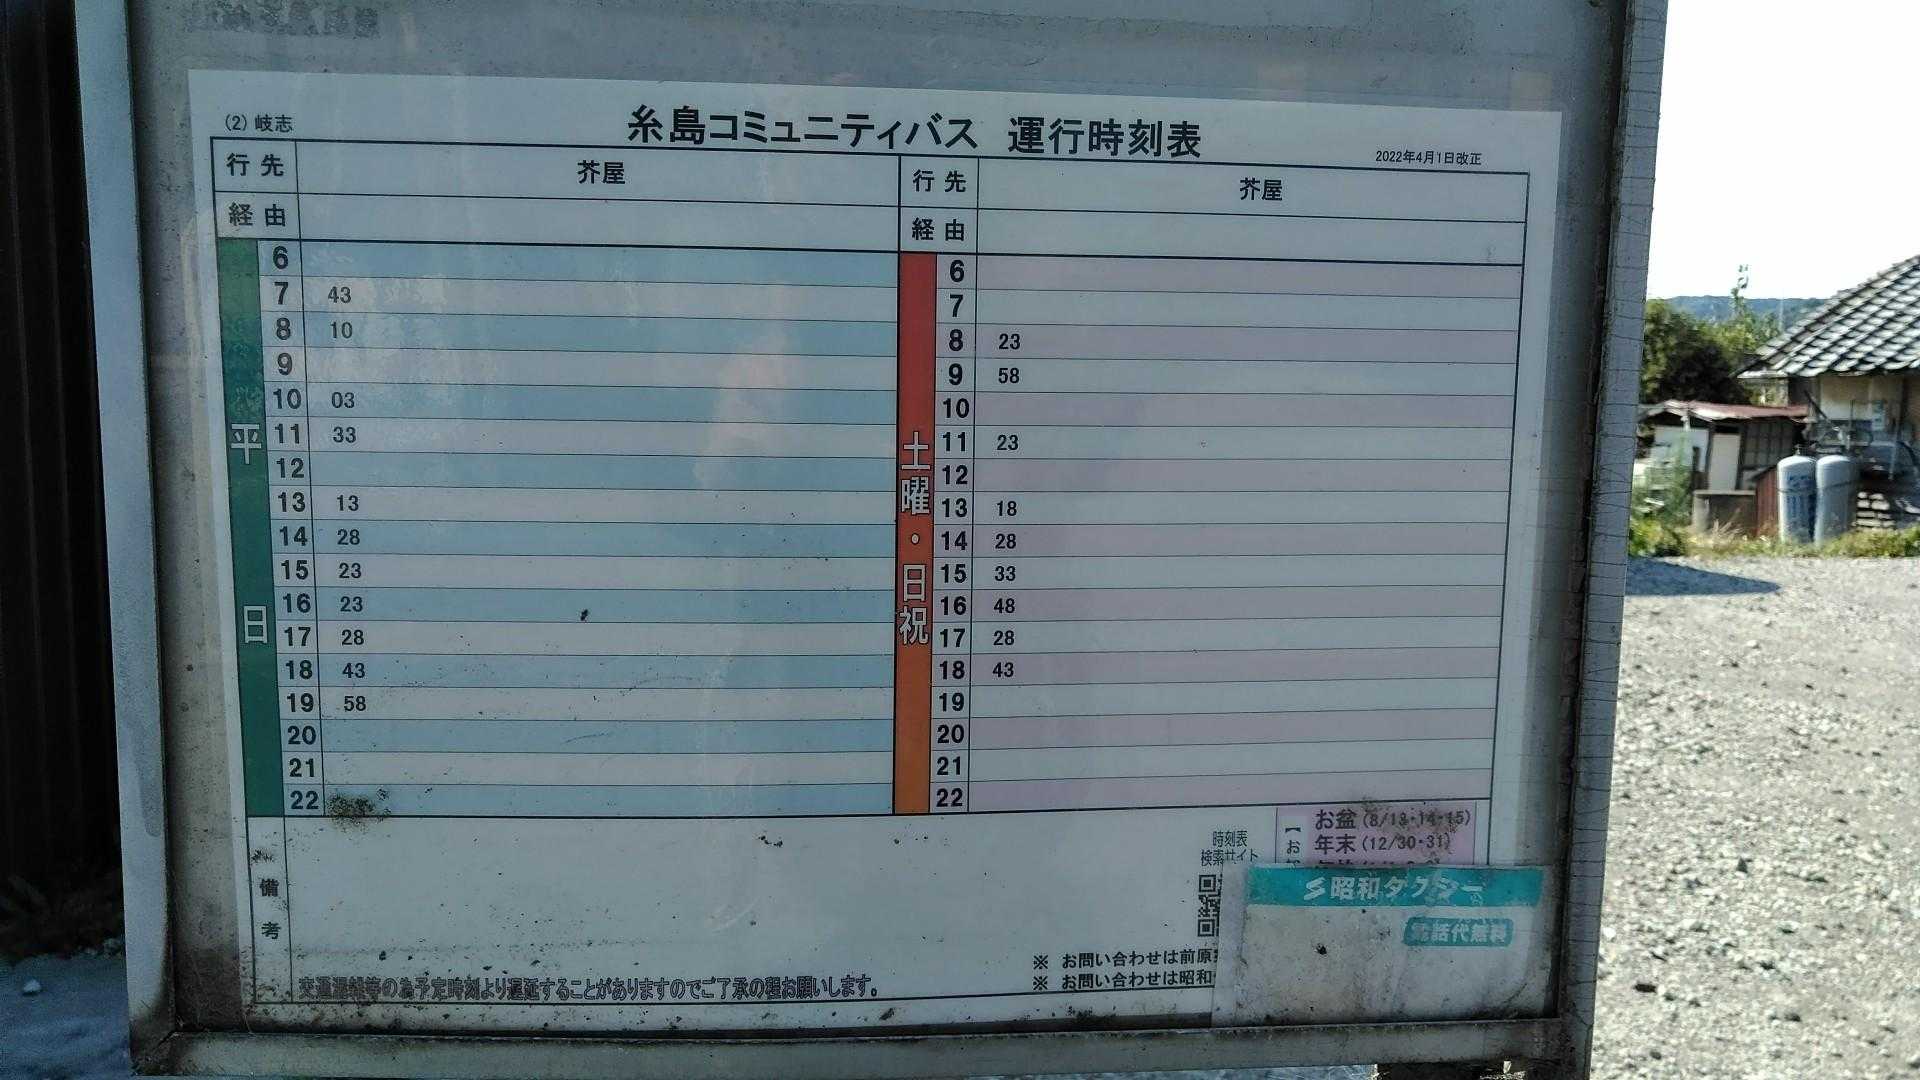 (2) 岐志
糸島コミュニティバス 運行時刻表
2022年4月1日改正
行先 芥屋
経由
平日
6
7 43
8 10
9
10 03
11 33
12
13 13
14 28
15 23
16 23
17 28
18 43
19 58
20
21
22
行先 芥屋
経由
土曜・日祝
6
7
8 23
9 58
10
11 23
12
13 18
14 28
15 33
16 48
17 28
18 43
19
20
21
22
備考
交通渋滞等の為予定時刻より遅延することがありますのでご了承の程お願いします。
時刻表
検索サイト
【お
お盆(8/13・14・15)
年末(12/30・31)
※ お問い合わせは前原
※ お問い合わせは昭和
昭和タクシー
電話代無料